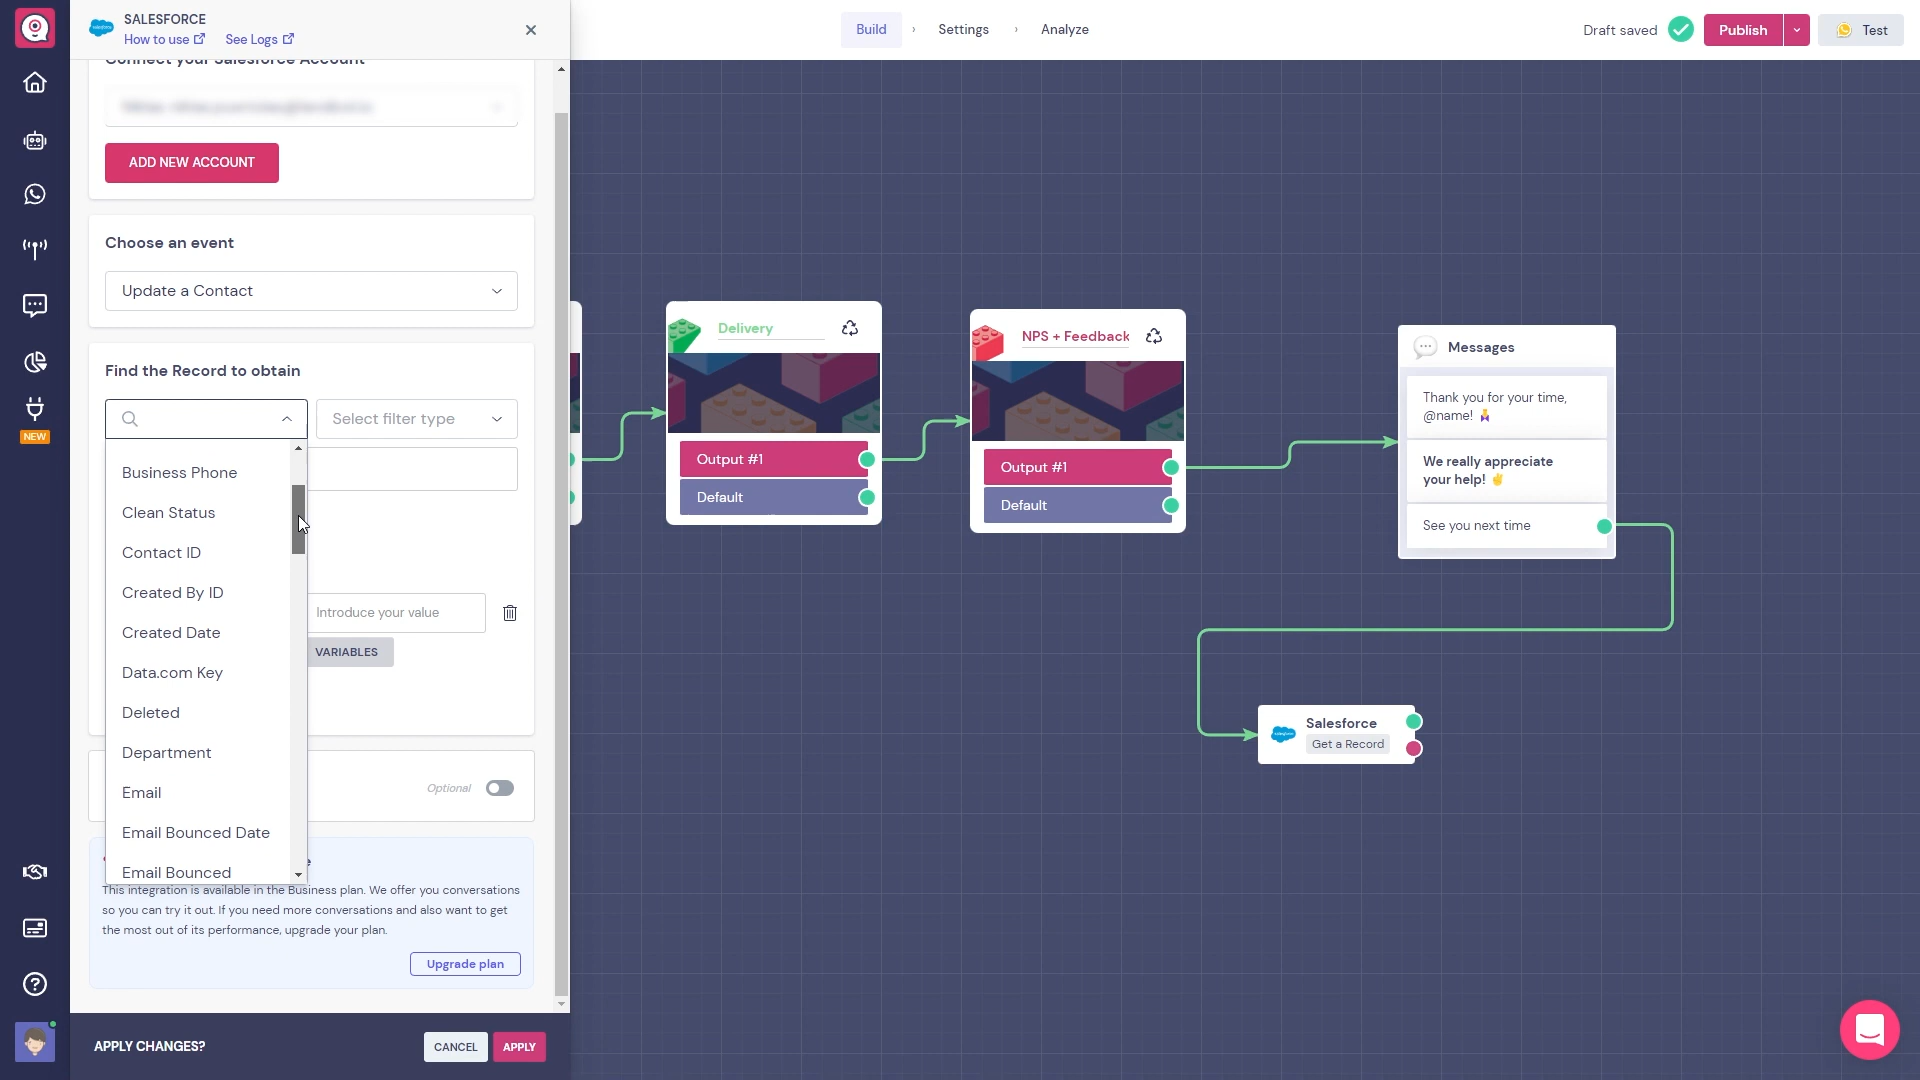 SALESFORCE
How to use
See Logs
Build
Settings
Analyze
Draft saved
Publish
Test
Connect your Salesforce Account
ADD NEW ACCOUNT
Choose an event
Update a Contact
Find the Record to obtain
Select filter type
Business Phone
Clean Status
Contact ID
Created By ID
Created Date
Data.com Key
Deleted
Department
Email
Email Bounced Date
Email Bounced
Introduce your value
VARIABLES
Optional
This integration is available in the Business plan. We offer you conversations
so you can try it out. If you need more conversations and also want to get
the most out of its performance, upgrade your plan.
Upgrade plan
APPLY CHANGES?
CANCEL
APPLY
NEW
Delivery
Output #1
Default
NPS + Feedback
Output #1
Default
Messages
Thank you for your time,
@name! 
We really appreciate
your help! ✌
See you next time
salesforce
Salesforce
Get a Record